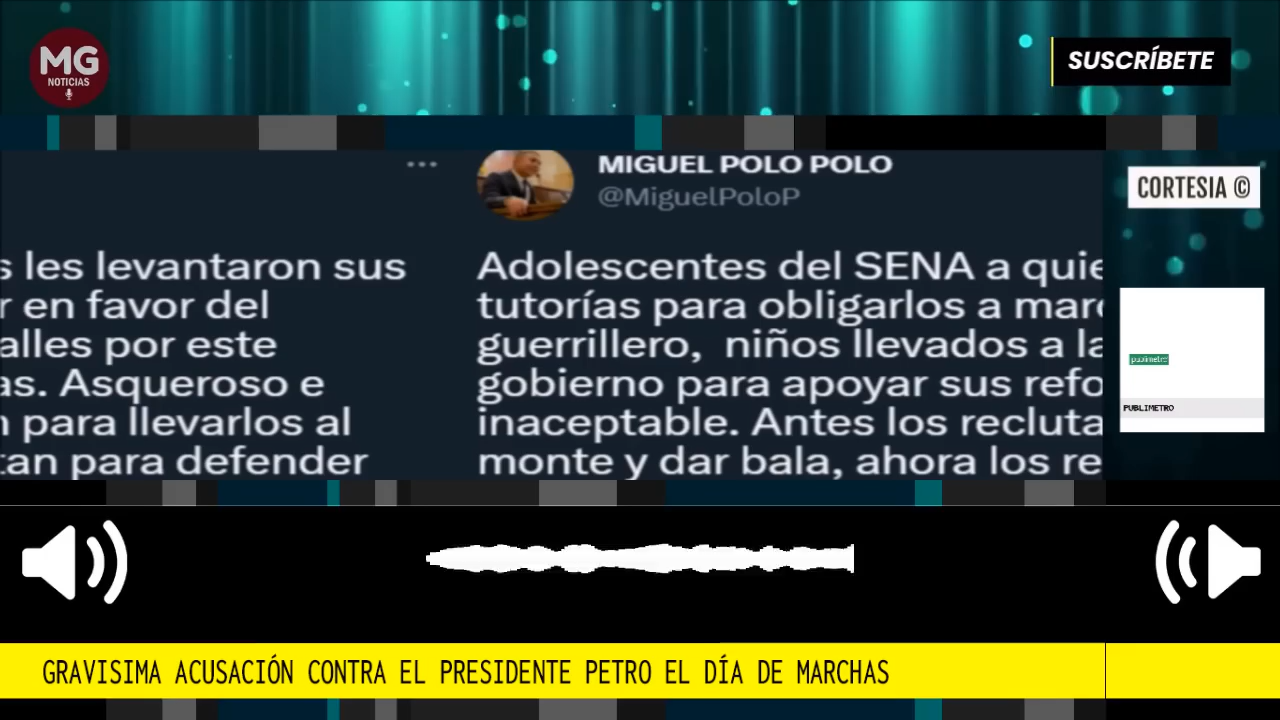 MG
NOTICIAS
SUSCRÍBETE
CORTESIA ©
MIGUEL POLO POLO
@MiguelPoloP
s les levantaron sus
r en favor del
alles por este
as. Asqueroso e
n para llevarlos al
tan para defender
Adolescentes del SENA a quie
tutorías para obligarlos a marc
guerrillero, niños llevados a la
gobierno para apoyar sus refo
inaceptable. Antes los recluta
monte y dar bala, ahora los re
publimetro
PUBLIMETRO
GRAVISIMA ACUSACIÓN CONTRA EL PRESIDENTE PETRO EL DÍA DE MARCHAS